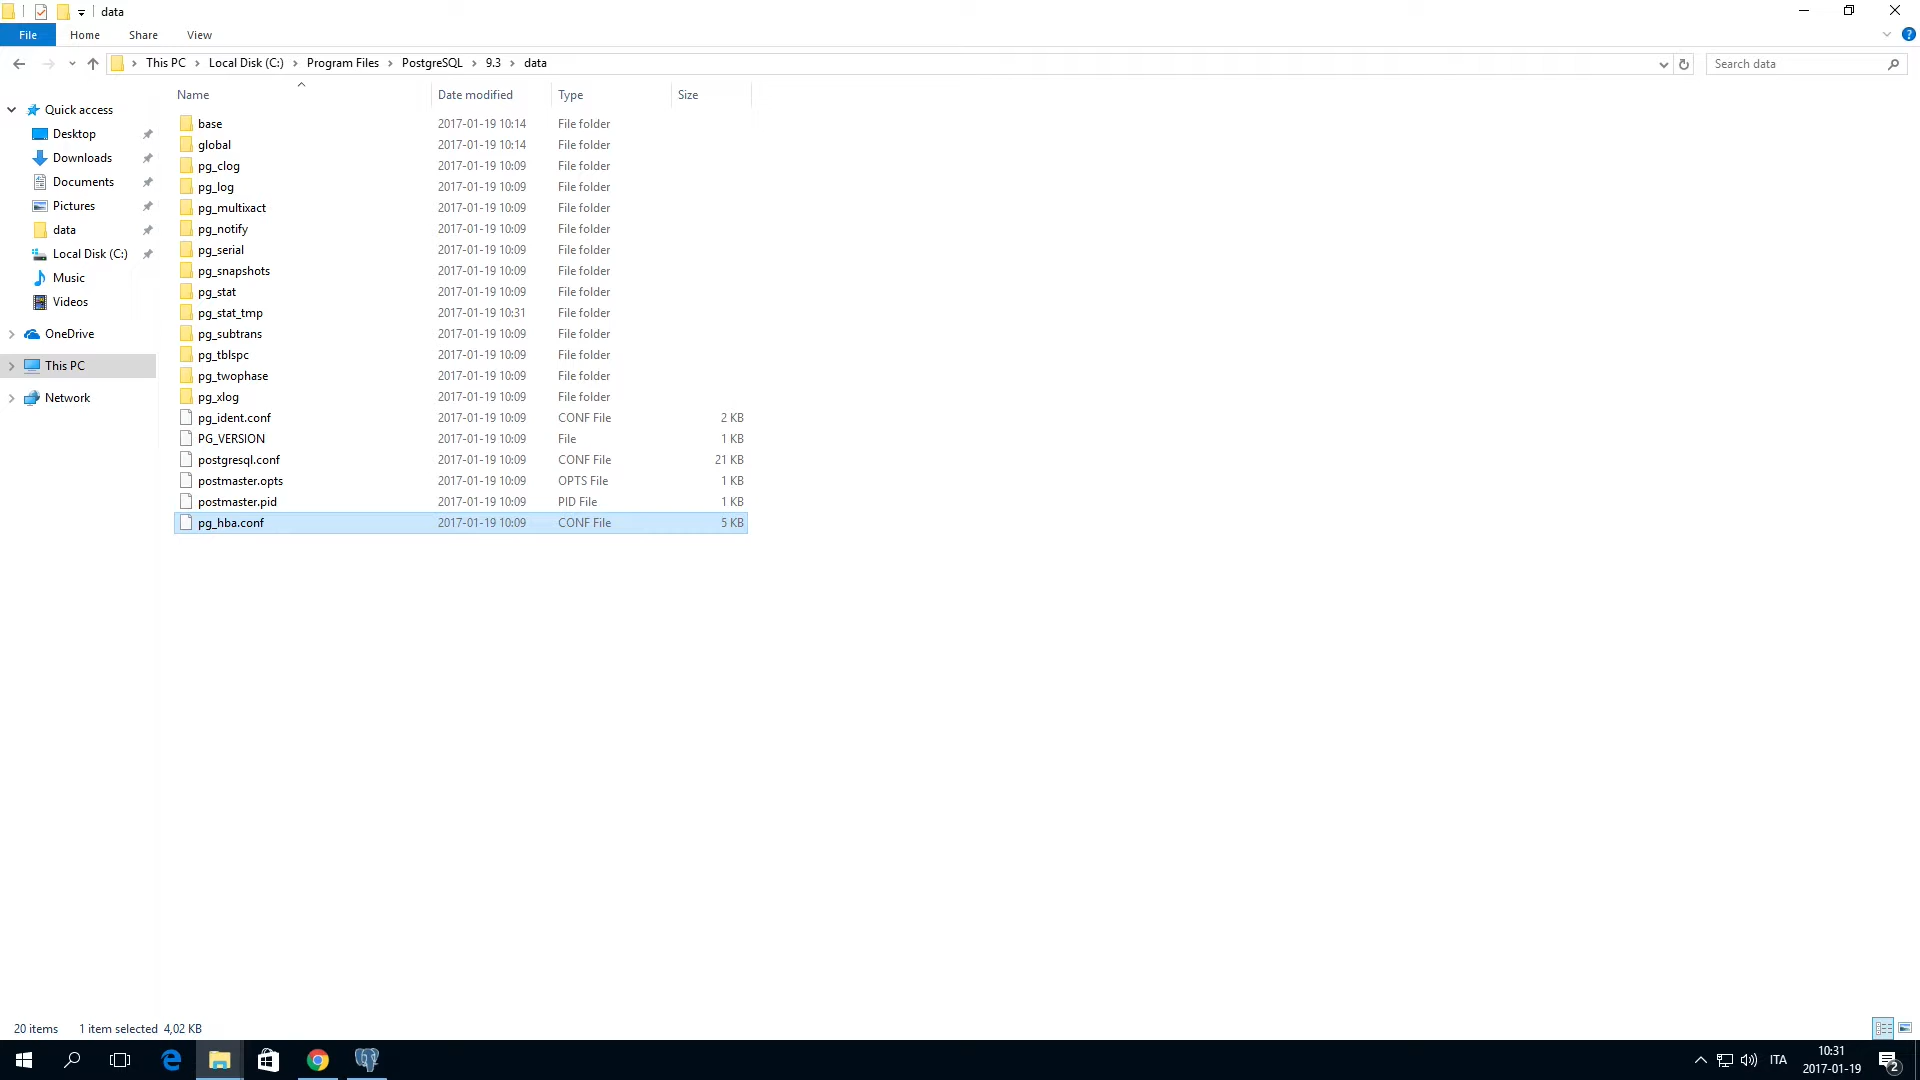 data
File Home Share View
This PC Local Disk (C:) Program Files PostgreSQL 9.3 data Search data
Name Date modified Type Size
Quick access
Desktop
Downloads
Documents
Pictures
data
Local Disk (C:)
Music
Videos
OneDrive
This PC
Network
base 2017-01-19 10:14 File folder
global 2017-01-19 10:14 File folder
pg_clog 2017-01-19 10:09 File folder
pg_log 2017-01-19 10:09 File folder
pg_multixact 2017-01-19 10:09 File folder
pg_notify 2017-01-19 10:09 File folder
pg_serial 2017-01-19 10:09 File folder
pg_snapshots 2017-01-19 10:09 File folder
pg_stat 2017-01-19 10:09 File folder
pg_stat_tmp 2017-01-19 10:31 File folder
pg_subtrans 2017-01-19 10:09 File folder
pg_tblspc 2017-01-19 10:09 File folder
pg_twophase 2017-01-19 10:09 File folder
pg_xlog 2017-01-19 10:09 File folder
pg_ident.conf 2017-01-19 10:09 CONF File 2 KB
PG_VERSION 2017-01-19 10:09 File 1 KB
postgresql.conf 2017-01-19 10:09 CONF File 21 KB
postmaster.opts 2017-01-19 10:09 OPTS File 1 KB
postmaster.pid 2017-01-19 10:09 PID File 1 KB
pg_hba.conf 2017-01-19 10:09 CONF File 5 KB
20 items 1 item selected 4,02 KB
ITA
10:31
2017-01-19
2